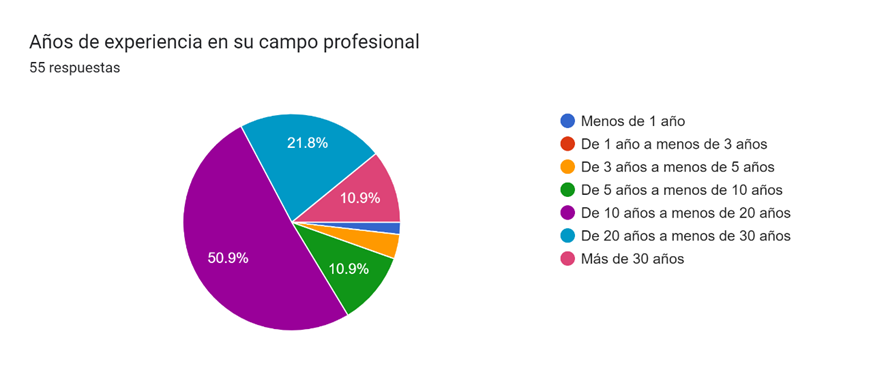 Años de experiencia en su campo profesional
55 respuestas
21.8%
10.9%
50.9%
10.9%
Menos de 1 año
De 1 año a menos de 3 años
De 3 años a menos de 5 años
De 5 años a menos de 10 años
De 10 años a menos de 20 años
De 20 años a menos de 30 años
Más de 30 años